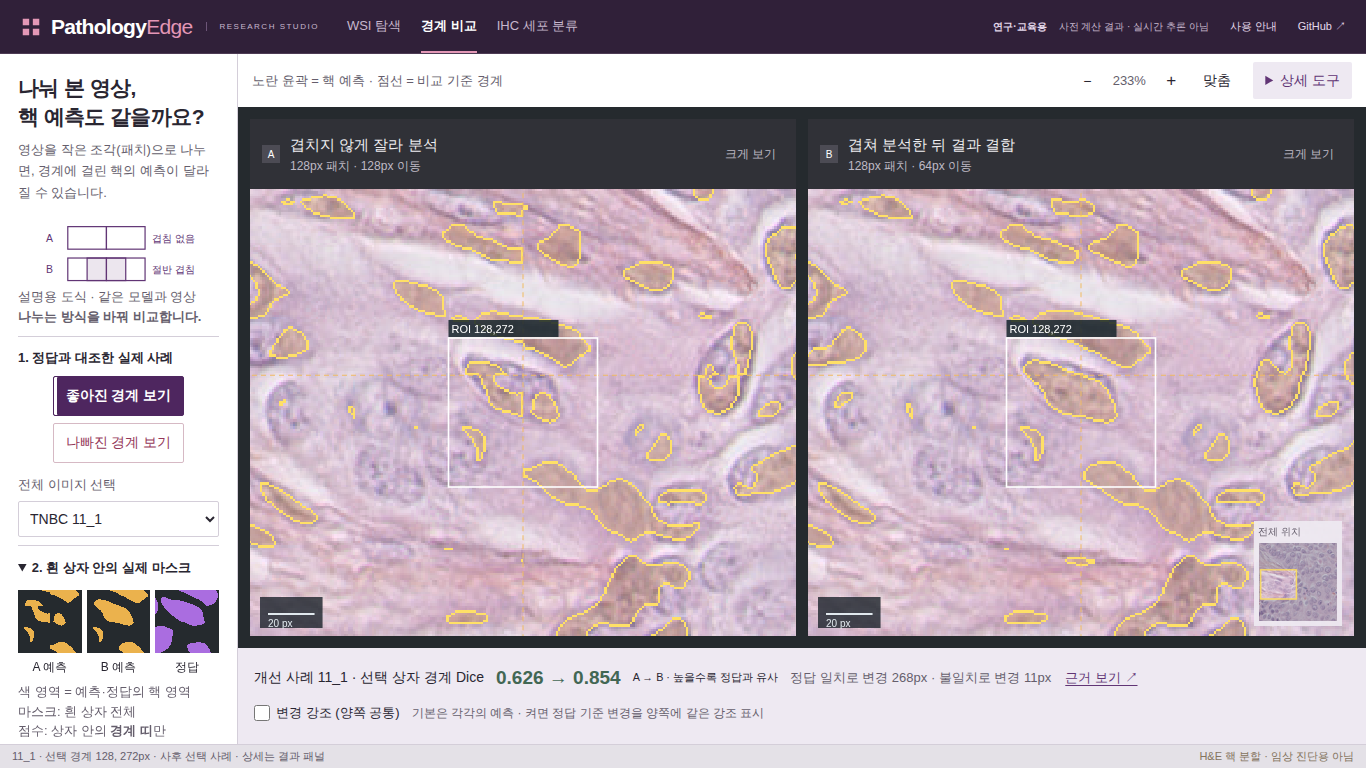 PathologyEdge
RESEARCH STUDIO
WSI 탐색
경계 비교
IHC 세포 분류
연구·교육용
사전 계산 결과 · 실시간 추론 아님
사용 안내
GitHub ↗
나눠 본 영상,
핵 예측도 같을까요?
영상을 작은 조각(패치)으로 나누
면, 경계에 걸린 핵의 예측이 달라
질 수 있습니다.
A 겹침 없음
B 절반 겹침
설명용 도식 · 같은 모델과 영상
나누는 방식을 바꿔 비교합니다.
1. 정답과 대조한 실제 사례
좋아진 경계 보기
나빠진 경계 보기
전체 이미지 선택
TNBC 11_1
▼ 2. 흰 상자 안의 실제 마스크
A 예측
B 예측
정답
색 영역 = 예측·정답의 핵 영역
마스크: 흰 상자 전체
점수: 상자 안의 경계 띠만
노란 윤곽 = 핵 예측 · 점선 = 비교 기준 경계
− 233% + 맞춤
▶ 상세 도구
A
겹치지 않게 잘라 분석
128px 패치 · 128px 이동
크게 보기
ROI 128,272
20 px
B
겹쳐 분석한 뒤 결과 결합
128px 패치 · 64px 이동
크게 보기
ROI 128,272
20 px
전체 위치
개선 사례 11_1 · 선택 상자 경계 Dice 0.626 → 0.854 A → B · 높을수록 정답과 유사 정답 일치로 변경 268px · 불일치로 변경 11px 근거 보기 ↗
변경 강조 (양쪽 공통) 기본은 각각의 예측 · 켜면 정답 기준 변경을 양쪽에 같은 강조 표시
11_1 · 선택 경계 128, 272px · 사후 선택 사례 · 상세는 결과 패널
H&E 핵 분할 · 임상 진단용 아님